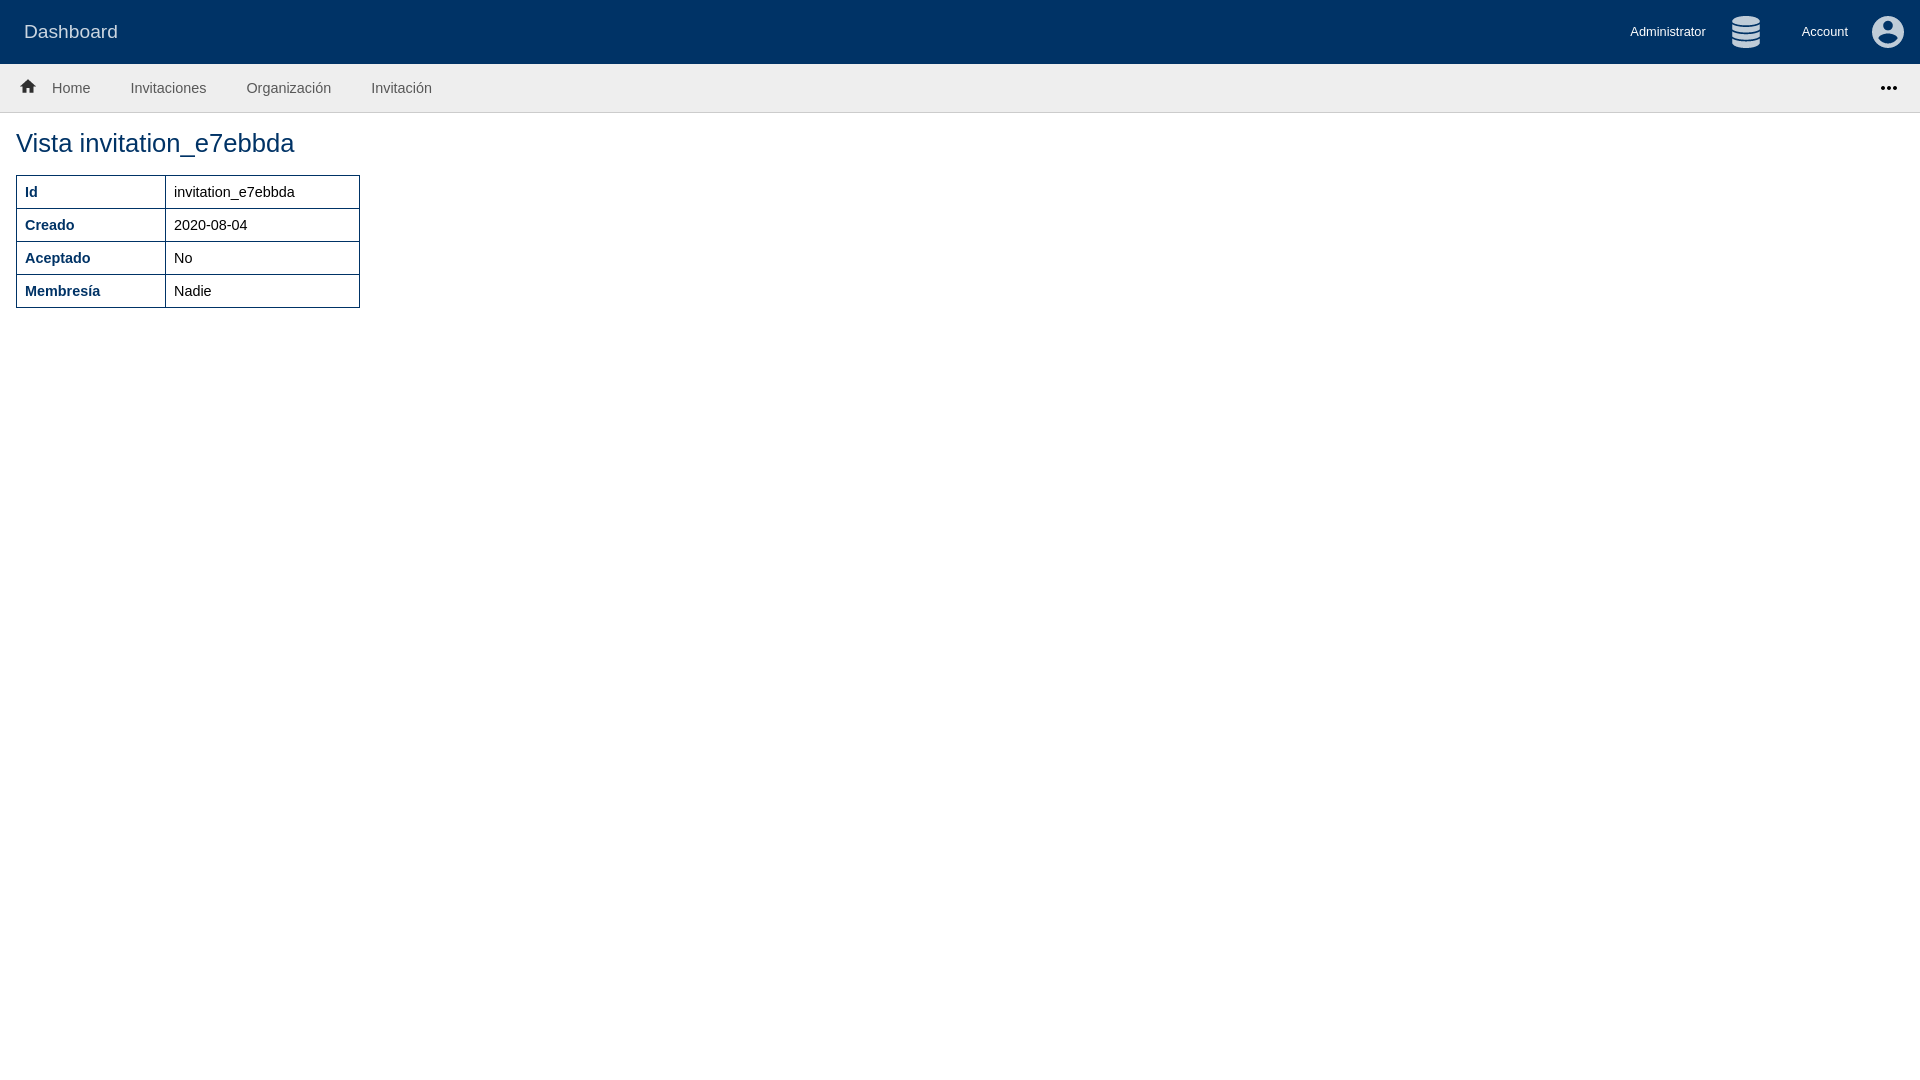 Dashboard
Administrator
Account
Home
Invitaciones
Organización
Invitación
Vista invitation_e7ebbda
Id invitation_e7ebbda
Creado 2020-08-04
Aceptado No
Membresía Nadie